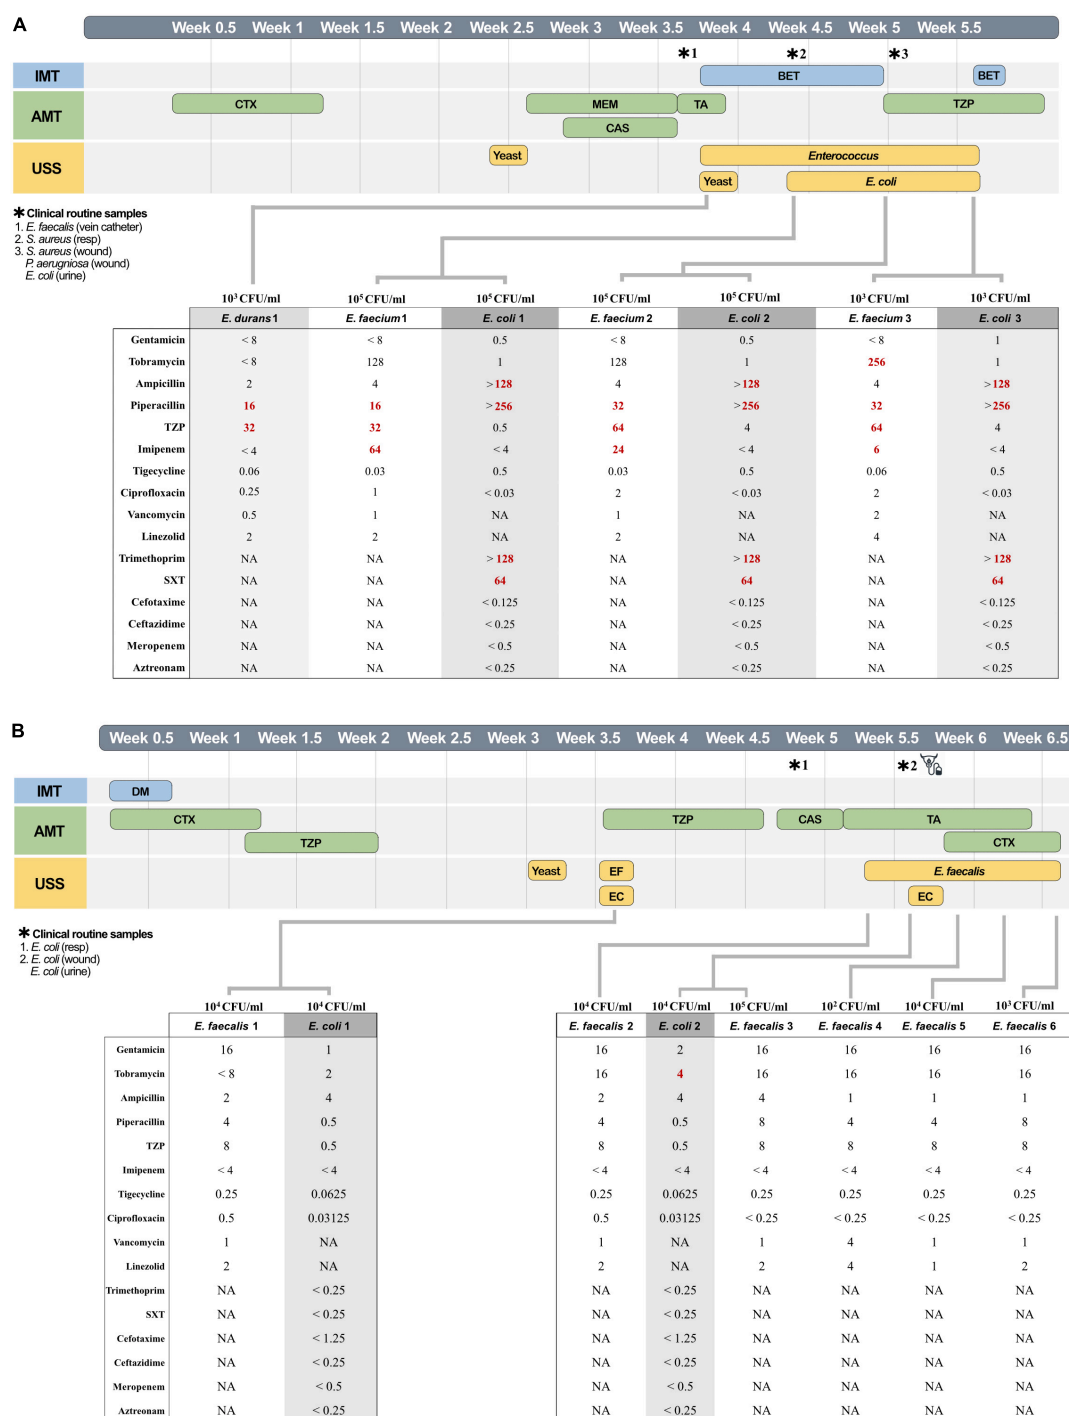 A
Week 0.5 Week 1 Week 1.5 Week 2 Week 2.5 Week 3 Week 3.5 Week 4 Week 4.5 Week 5 Week 5.5
*1 *2 *3
IMT BET BET
AMT CTX MEM TA TZP
CAS
USS Yeast Enterococcus
Yeast E. coli
* Clinical routine samples
1. E. faecalis (vein catheter)
2. S. aureus (resp)
3. S. aureus (wound)
P. aerugniosa (wound)
E. coli (urine)
10³ CFU/ml 10⁵ CFU/ml 10⁵ CFU/ml 10⁵ CFU/ml 10⁵ CFU/ml 10³ CFU/ml 10³ CFU/ml
E. durans 1 E. faecium 1 E. coli 1 E. faecium 2 E. coli 2 E. faecium 3 E. coli 3
Gentamicin < 8 < 8 0.5 < 8 0.5 < 8 1
Tobramycin < 8 128 1 128 1 256 1
Ampicillin 2 4 > 128 4 > 128 4 > 128
Piperacillin 16 16 > 256 32 > 256 32 > 256
TZP 32 32 0.5 64 4 64 4
Imipenem < 4 64 < 4 24 < 4 6 < 4
Tigecycline 0.06 0.03 0.5 0.03 0.5 0.06 0.5
Ciprofloxacin 0.25 1 < 0.03 2 < 0.03 2 < 0.03
Vancomycin 0.5 1 NA 1 NA 2 NA
Linezolid 2 2 NA 2 NA 4 NA
Trimethoprim NA NA > 128 NA > 128 NA > 128
SXT NA NA 64 NA 64 NA 64
Cefotaxime NA NA < 0.125 NA < 0.125 NA < 0.125
Ceftazidime NA NA < 0.25 NA < 0.25 NA < 0.25
Meropenem NA NA < 0.5 NA < 0.5 NA < 0.5
Aztreonam NA NA < 0.25 NA < 0.25 NA < 0.25
B
Week 0.5 Week 1 Week 1.5 Week 2 Week 2.5 Week 3 Week 3.5 Week 4 Week 4.5 Week 5 Week 5.5 Week 6 Week 6.5
*1 *2
IMT DM
AMT CTX TZP CAS TA
TZP CTX
USS Yeast EF E. faecalis
EC EC
* Clinical routine samples
1. E. coli (resp)
2. E. coli (wound)
E. coli (urine)
10⁴ CFU/ml 10⁴ CFU/ml 10⁴ CFU/ml 10⁴ CFU/ml 10⁵ CFU/ml 10² CFU/ml 10⁴ CFU/ml 10³ CFU/ml
E. faecalis 1 E. coli 1 E. faecalis 2 E. coli 2 E. faecalis 3 E. faecalis 4 E. faecalis 5 E. faecalis 6
Gentamicin 16 1 16 2 16 16 16 16
Tobramycin < 8 2 16 4 16 16 16 16
Ampicillin 2 4 2 4 4 1 1 1
Piperacillin 4 0.5 4 0.5 8 4 4 8
TZP 8 0.5 8 0.5 8 8 8 8
Imipenem < 4 < 4 < 4 < 4 < 4 < 4 < 4 < 4
Tigecycline 0.25 0.0625 0.25 0.0625 0.25 0.25 0.25 0.25
Ciprofloxacin 0.5 0.03125 0.5 0.03125 < 0.25 < 0.25 < 0.25 < 0.25
Vancomycin 1 NA 1 NA 1 4 1 1
Linezolid 2 NA 2 NA 2 4 1 2
Trimethoprim NA < 0.25 NA < 0.25 NA NA NA NA
SXT NA < 0.25 NA < 0.25 NA NA NA NA
Cefotaxime NA < 1.25 NA < 1.25 NA NA NA NA
Ceftazidime NA < 0.25 NA < 0.25 NA NA NA NA
Meropenem NA < 0.5 NA < 0.5 NA NA NA NA
Aztreonam NA < 0.25 NA < 0.25 NA NA NA NA